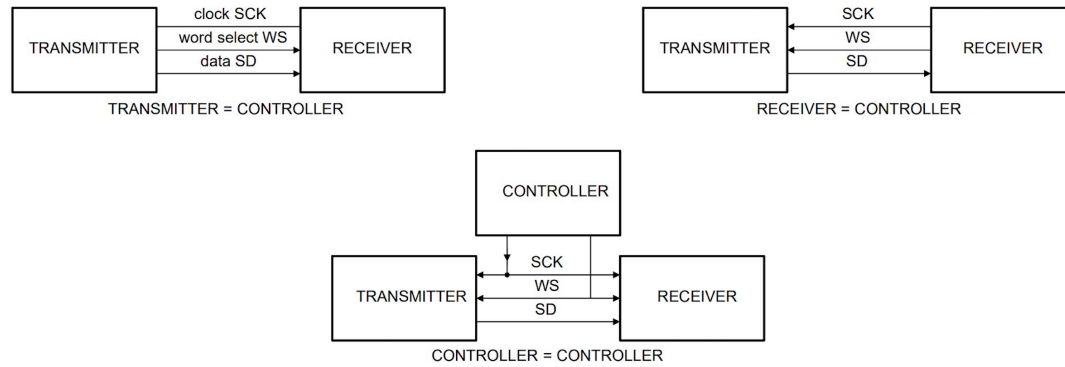 clock SCK
TRANSMITTER
word select WS
RECEIVER
data SD
TRANSMITTER = CONTROLLER
SCK
TRANSMITTER
WS
RECEIVER
SD
RECEIVER = CONTROLLER
CONTROLLER
SCK
TRANSMITTER
WS
RECEIVER
SD
CONTROLLER = CONTROLLER